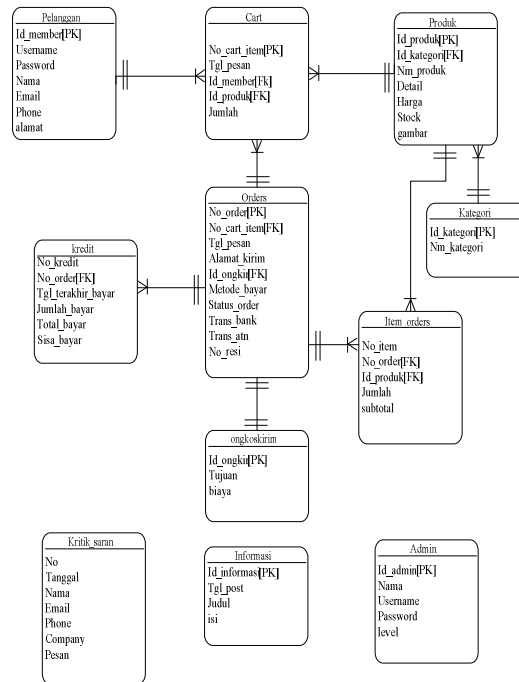 Pelanggan
Id_member[PK]
Username
Password
Nama
Email
Phone
alamat
Cart
No_cart_item[PK]
Tgl_pesan
Id_member[Fk]
Id_produk[FK]
Jumlah
Produk
Id_produk[PK]
Id_kategori[FK]
Nm_produk
Detail
Harga
Stock
gambar
Kategori
Id_kategori[PK]
Nm_kategori
Orders
No_order[PK]
No_cart_item[FK]
Tgl_pesan
Alamat_kirim
Id_ongkir[FK]
Metode_bayar
Status_order
Trans_bank
Trans_atn
No_resi
kredit
No_kredit
No_order[FK]
Tgl_terakhir_bayar
Jumlah_bayar
Total_bayar
Sisa_bayar
Item_orders
No_item
No_order[FK]
Id_produk[FK]
Jumlah
subtotal
ongkoskirim
Id_ongkir[PK]
Tujuan
biaya
Kritik_saran
No
Tanggal
Nama
Email
Phone
Company
Pesan
Informasi
Id_informasi[PK]
Tgl_post
Judul
isi
Admin
Id_admin[PK]
Nama
Username
Password
level